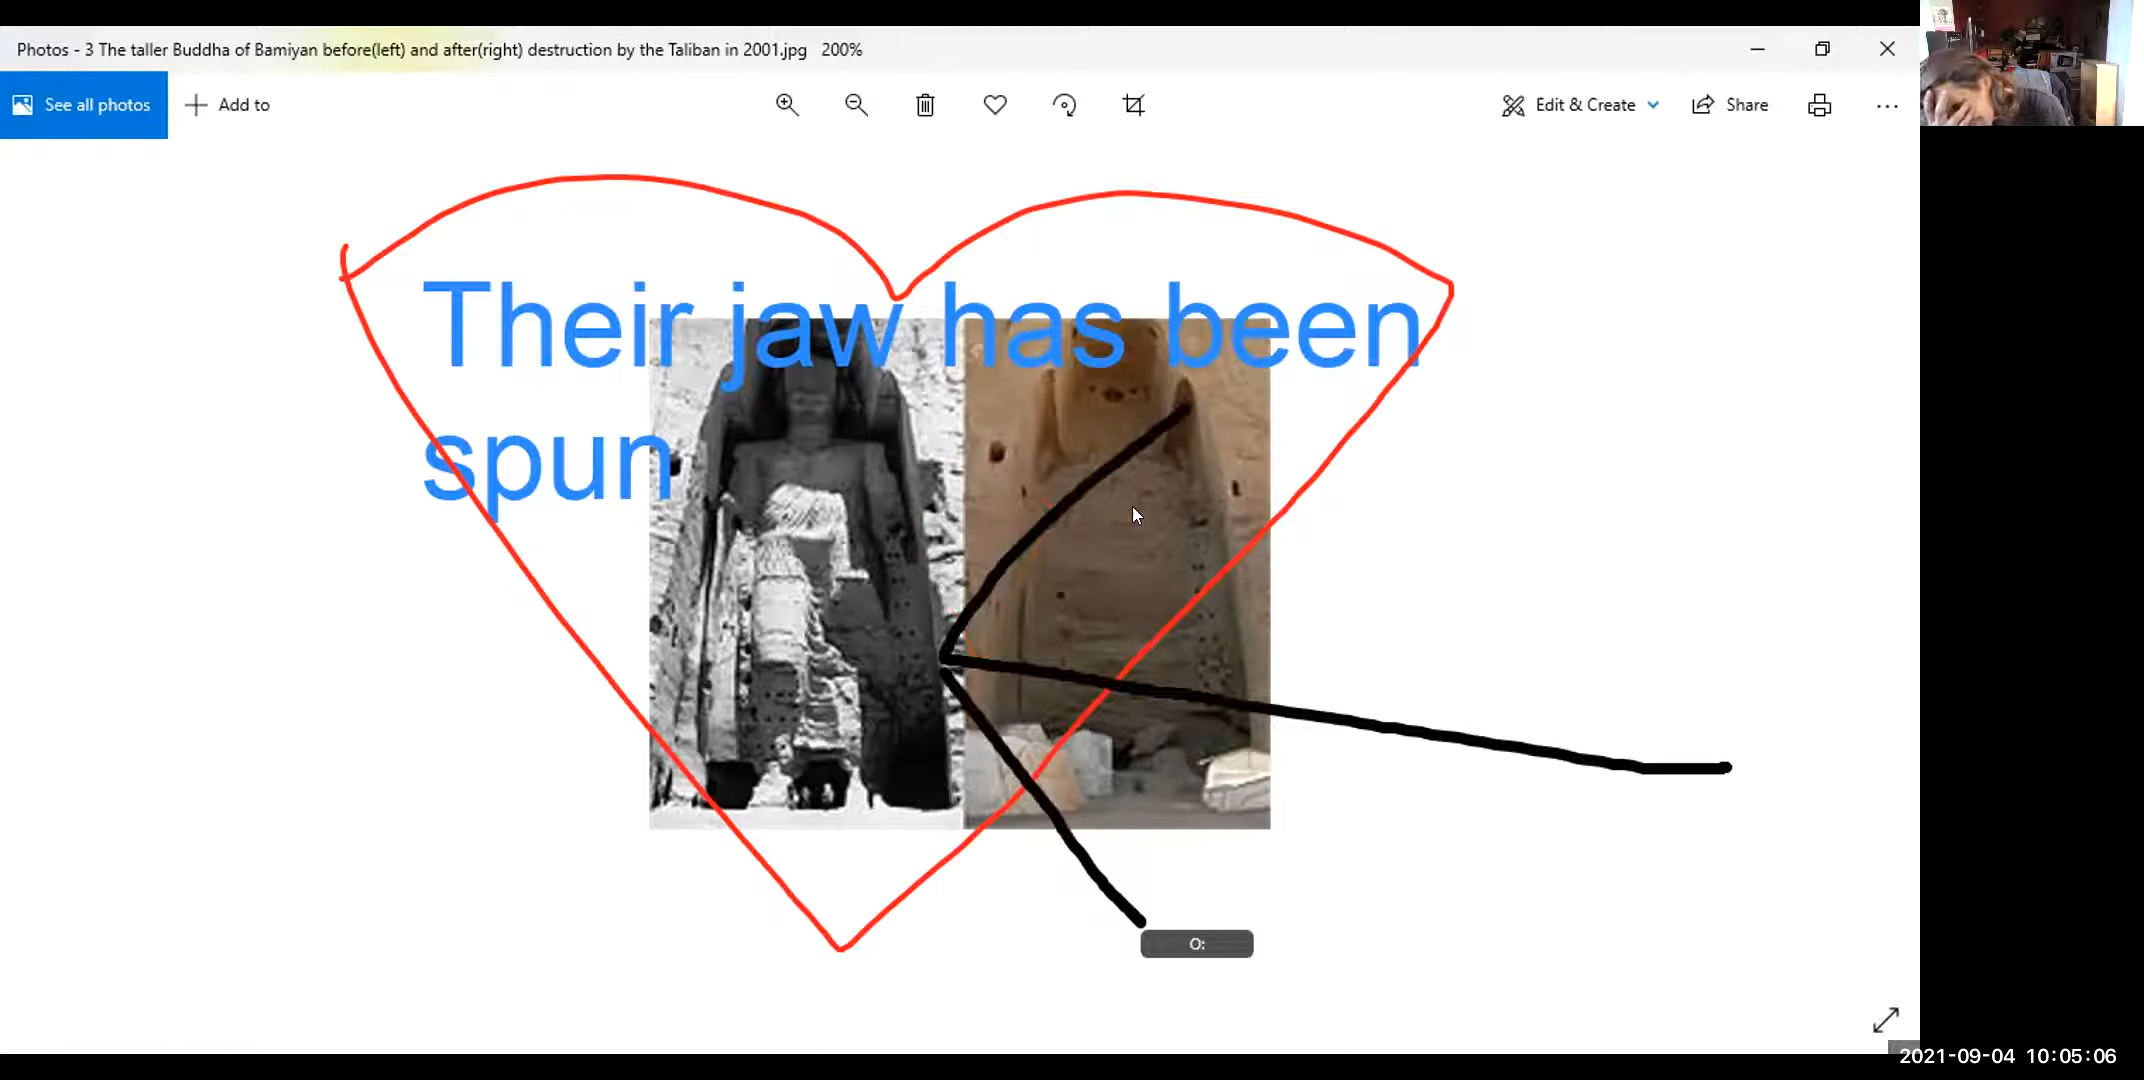 Photos - 3 The taller Buddha of Bamiyan before(left) and after(right) destruction by the Taliban in 2001.jpg 200%
See all photos
Add to
Edit & Create
Share
Their jaw has been
spun
O:
2021-09-04 10:05:06